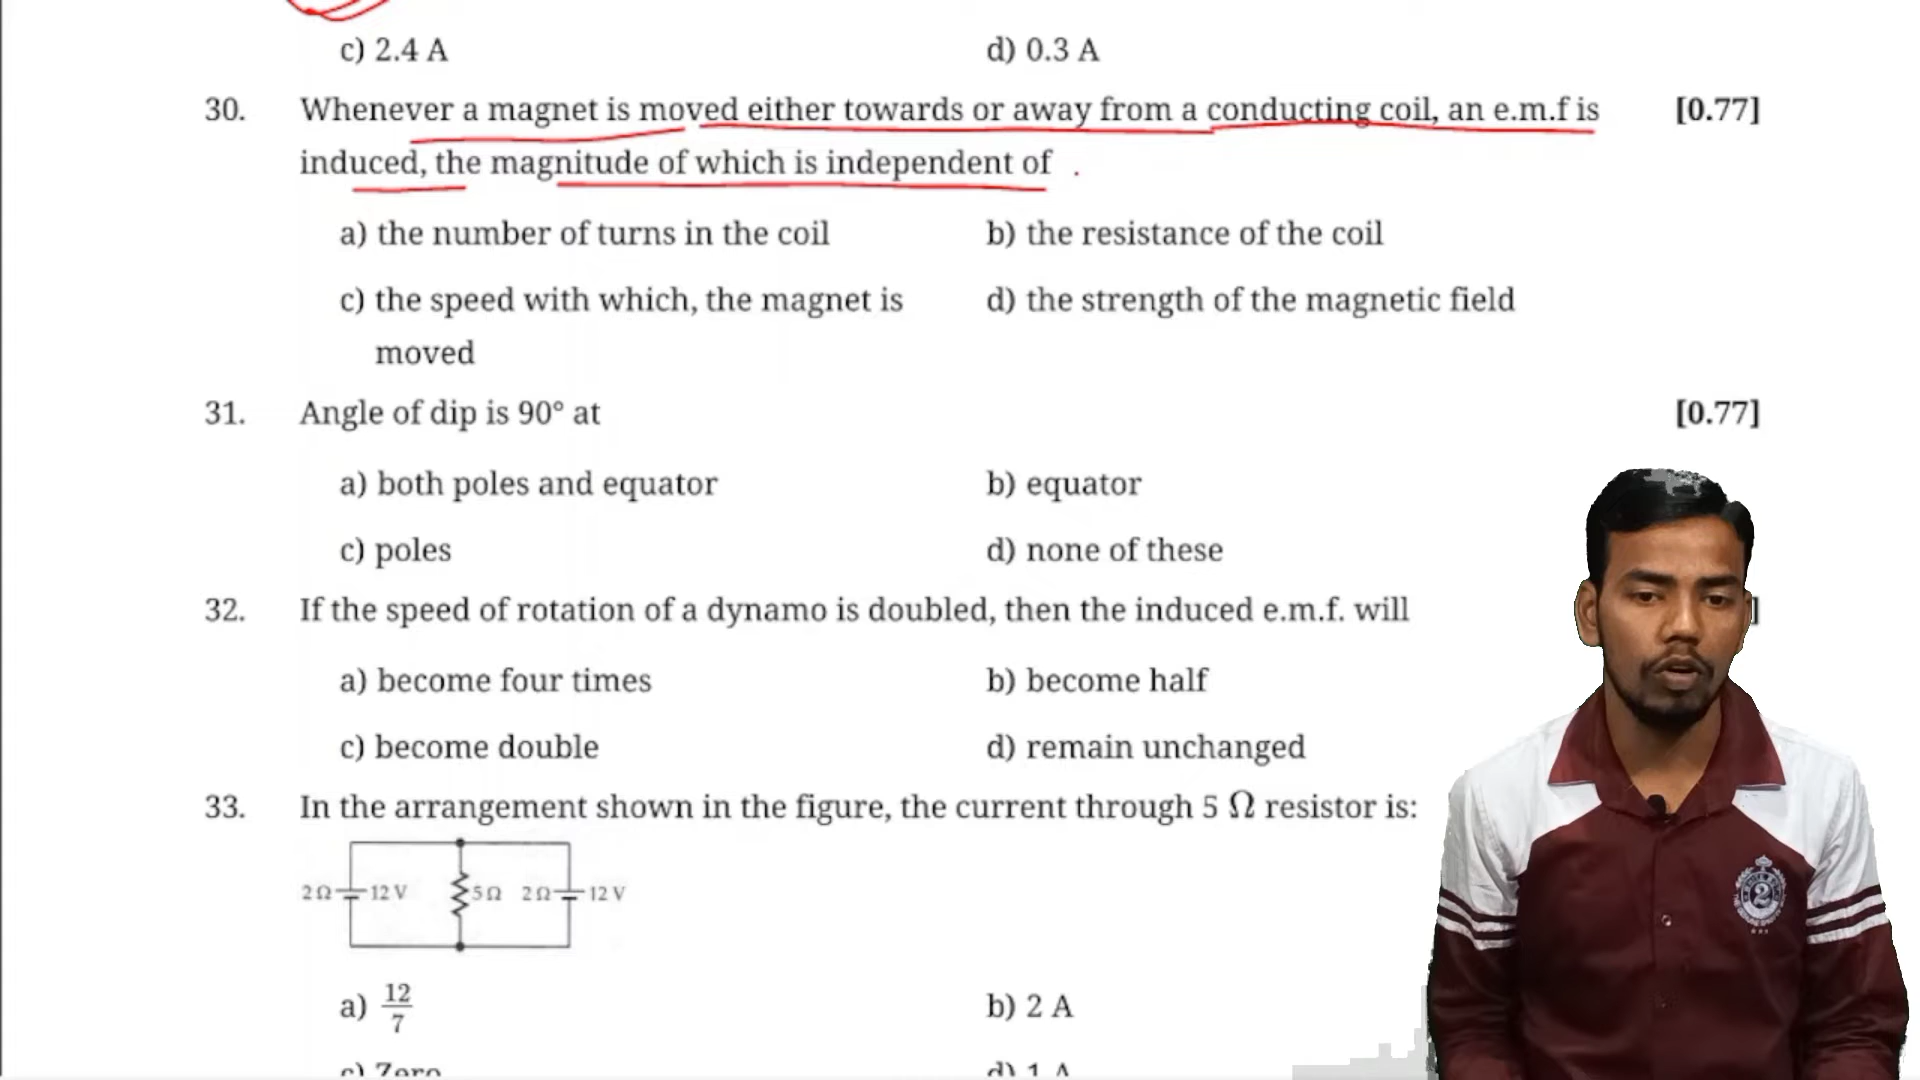 c) 2.4 A
d) 0.3 A
30. Whenever a magnet is moved either towards or away from a conducting coil, an e.m.f is [0.77]
induced, the magnitude of which is independent of .
a) the number of turns in the coil
b) the resistance of the coil
c) the speed with which, the magnet is
moved
d) the strength of the magnetic field
31. Angle of dip is 90° at [0.77]
a) both poles and equator
b) equator
c) poles
d) none of these
32. If the speed of rotation of a dynamo is doubled, then the induced e.m.f. will ]
a) become four times
b) become half
c) become double
d) remain unchanged
33. In the arrangement shown in the figure, the current through 5 Ω resistor is:
2 Ω 12 V 5 Ω 2 Ω 12 V
a) 12/7
b) 2 A
c) Zero
d) 1 A
2